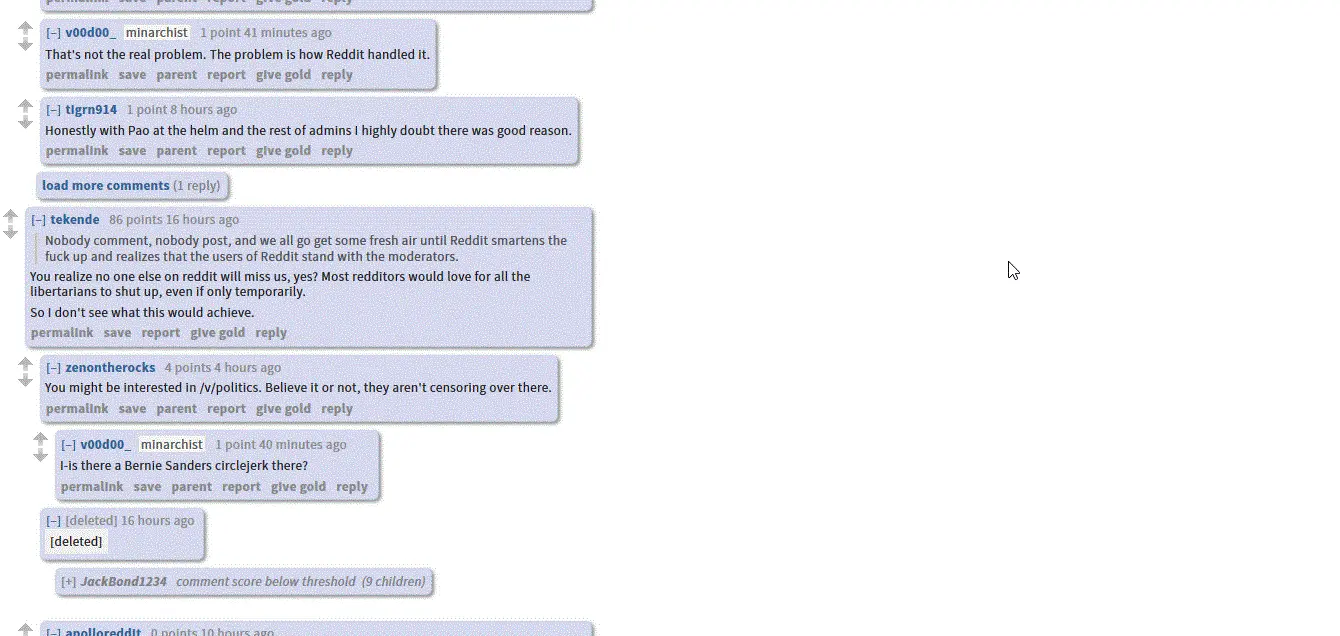 permalink save parent report give gold reply
[–] v00d00_ minarchist 1 point 41 minutes ago
That's not the real problem. The problem is how Reddit handled it.
permalink save parent report give gold reply
[–] tigrn914 1 point 8 hours ago
Honestly with Pao at the helm and the rest of admins I highly doubt there was good reason.
permalink save parent report give gold reply
load more comments (1 reply)
[–] tekende 86 points 16 hours ago
Nobody comment, nobody post, and we all go get some fresh air until Reddit smartens the
fuck up and realizes that the users of Reddit stand with the moderators.
You realize no one else on reddit will miss us, yes? Most redditors would love for all the
libertarians to shut up, even if only temporarily.
So I don't see what this would achieve.
permalink save report give gold reply
[–] zenontherocks 4 points 4 hours ago
You might be interested in /v/politics. Believe it or not, they aren't censoring over there.
permalink save parent report give gold reply
[–] v00d00_ minarchist 1 point 40 minutes ago
I-is there a Bernie Sanders circlejerk there?
permalink save parent report give gold reply
[–] [deleted] 16 hours ago
[deleted]
[+] JackBond1234 comment score below threshold (9 children)
[–] apolloreddit 0 points 10 hours ago